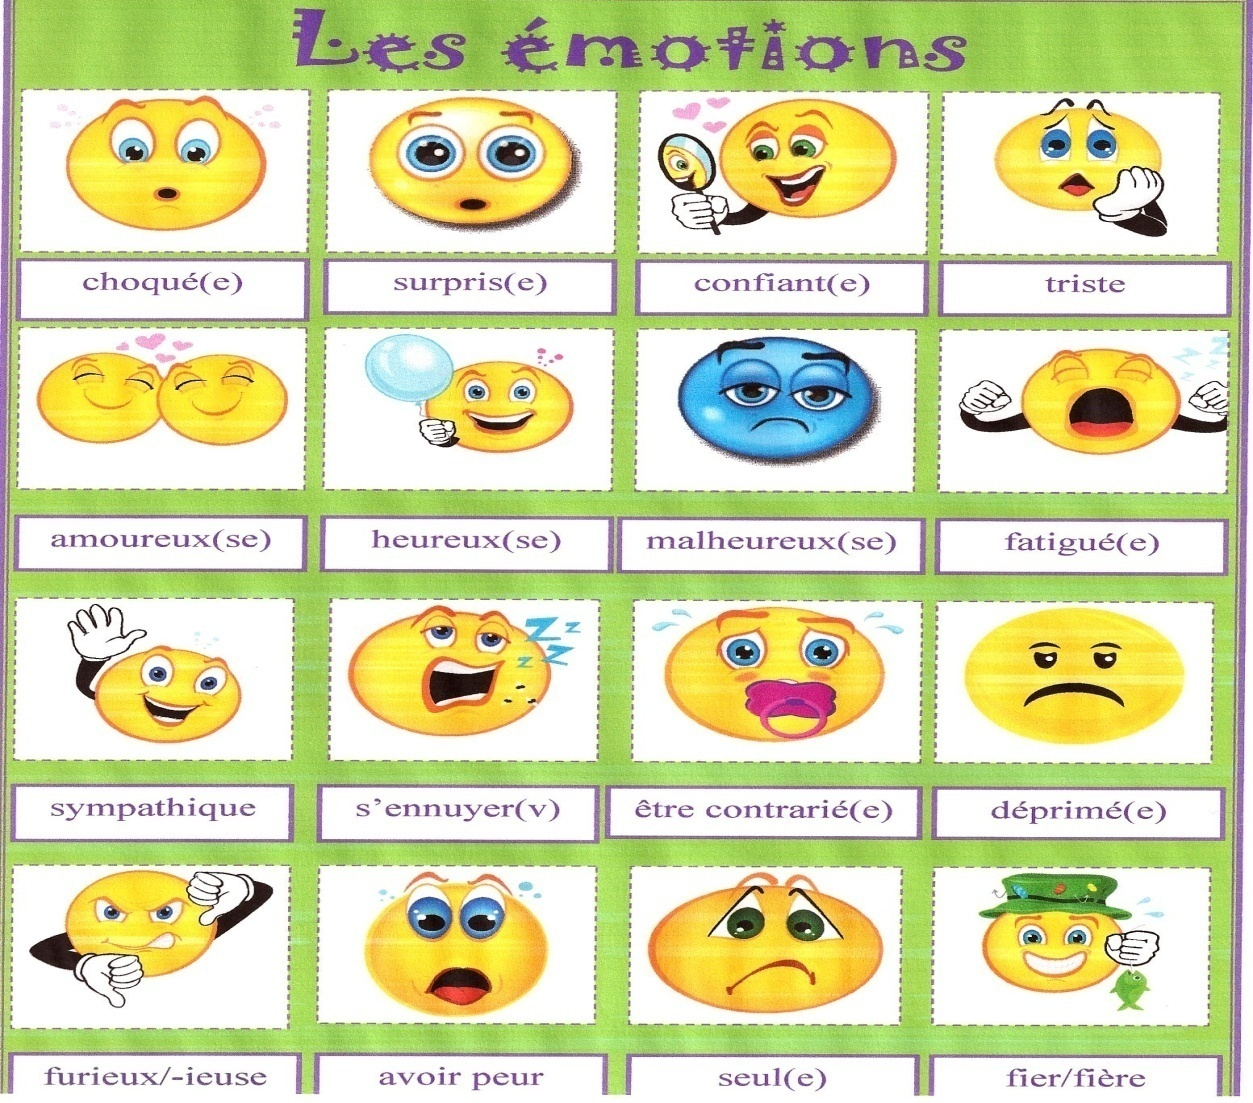 Les émotions
choqué(e) surpris(e) confiant(e) triste
amoureux(se) heureux(se) malheureux(se) fatigué(e)
sympathique s'ennuyer(v) être contrarié(e) déprimé(e)
furieux/-ieuse avoir peur seul(e) fier/fière